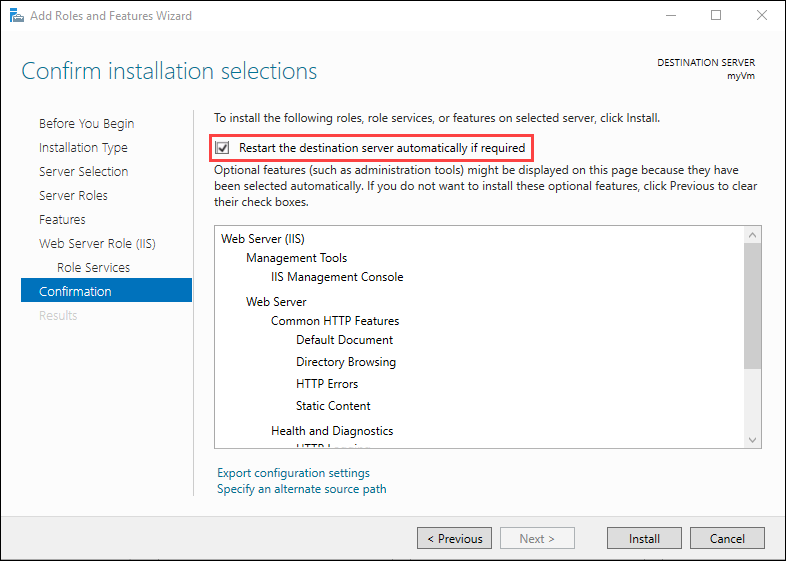 Add Roles and Features Wizard
Confirm installation selections
DESTINATION SERVER
myVm
Before You Begin
Installation Type
Server Selection
Server Roles
Features
Web Server Role (IIS)
Role Services
Confirmation
Results
To install the following roles, role services, or features on selected server, click Install.
Restart the destination server automatically if required
Optional features (such as administration tools) might be displayed on this page because they have
been selected automatically. If you do not want to install these optional features, click Previous to clear
their check boxes.
Web Server (IIS)
Management Tools
IIS Management Console
Web Server
Common HTTP Features
Default Document
Directory Browsing
HTTP Errors
Static Content
Health and Diagnostics
Export configuration settings
Specify an alternate source path
< Previous
Next >
Install
Cancel